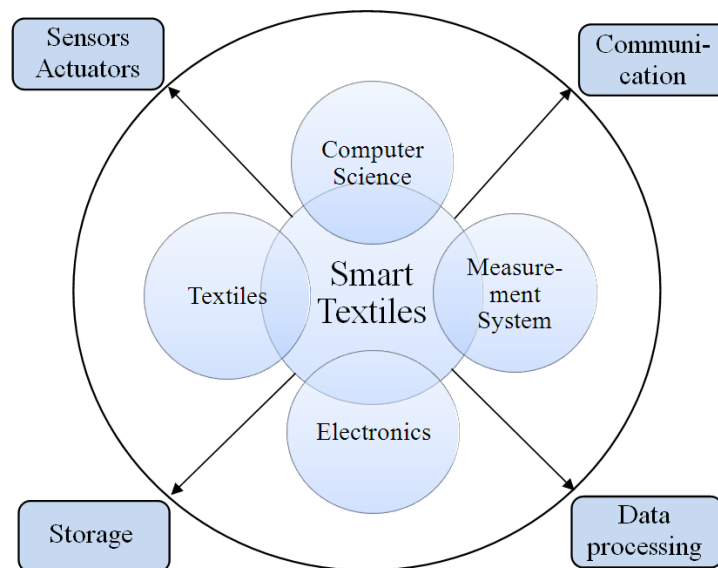 Sensors
Actuators
Communi-
cation
Computer
Science
Textiles
Smart
Textiles
Measure-
ment
System
Electronics
Storage
Data
processing